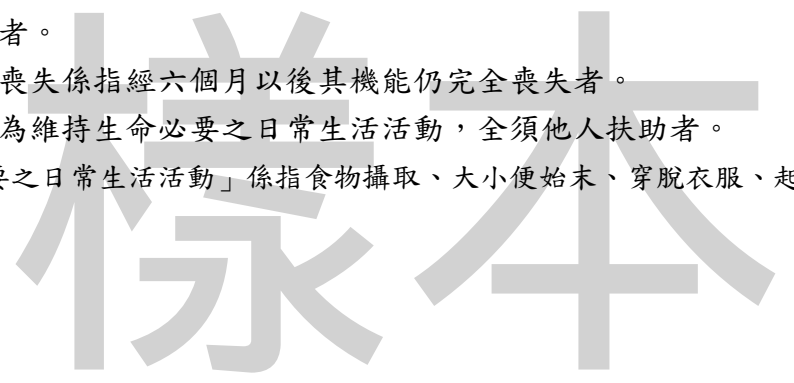 者。
喪失係指經六個月以後其機能仍完全喪失者。
為維持生命必要之日常生活活動，全須他人扶助者。
要之日常生活活動」係指食物攝取、大小便始末、穿脫衣服、起
樣本